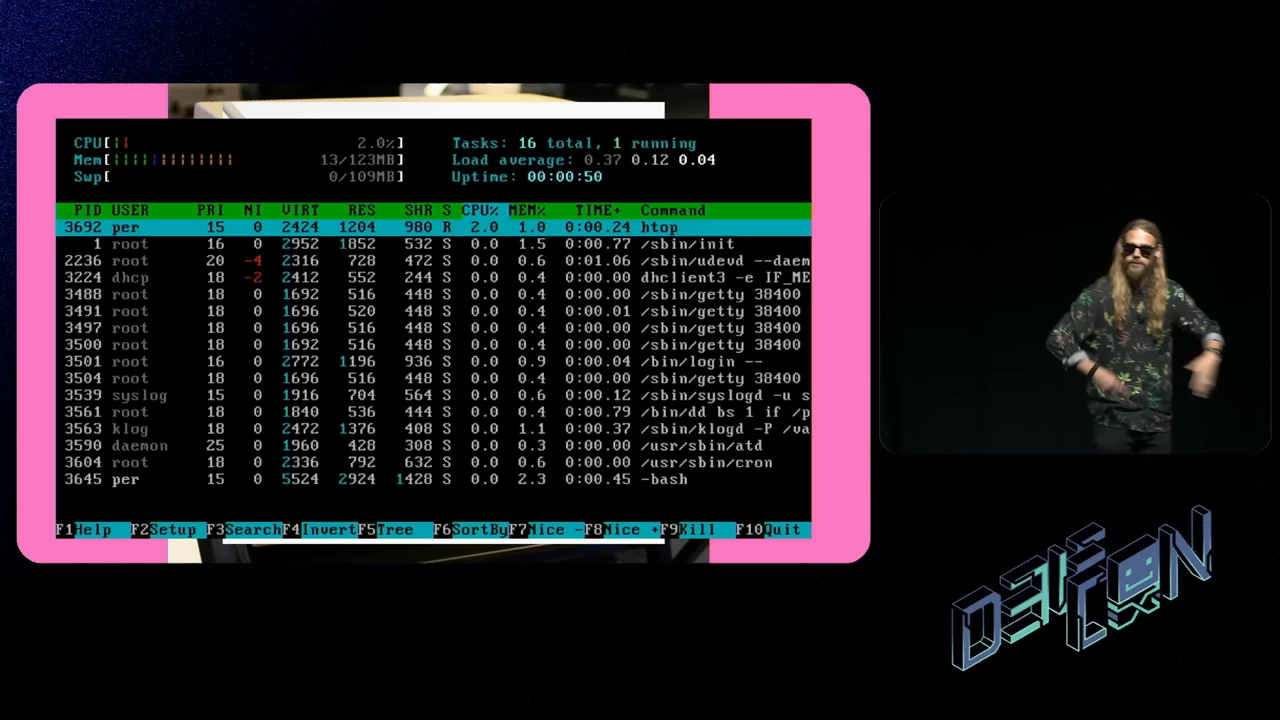 CPU[|| 2.0%] Tasks: 16 total, 1 running
Mem[||||||||||||| 13/123MB] Load average: 0.37 0.12 0.04
Swp[ 0/109MB] Uptime: 00:00:50
PID USER PRI NI VIRT RES SHR S CPU% MEM% TIME+ Command
3692 per 15 0 2424 1204 980 R 2.0 1.0 0:00.24 htop
1 root 16 0 2952 1852 532 S 0.0 1.5 0:00.77 /sbin/init
2236 root 20 -4 2316 728 472 S 0.0 0.6 0:01.06 /sbin/udevd --daem
3224 dhcp 18 -2 2412 552 244 S 0.0 0.4 0:00.00 dhclient3 -e IF_ME
3488 root 18 0 1692 516 448 S 0.0 0.4 0:00.00 /sbin/getty 38400
3491 root 18 0 1696 520 448 S 0.0 0.4 0:00.01 /sbin/getty 38400
3497 root 18 0 1696 516 448 S 0.0 0.4 0:00.00 /sbin/getty 38400
3500 root 18 0 1692 516 448 S 0.0 0.4 0:00.00 /sbin/getty 38400
3501 root 16 0 2772 1196 936 S 0.0 0.9 0:00.04 /bin/login --
3504 root 18 0 1696 516 448 S 0.0 0.4 0:00.00 /sbin/getty 38400
3539 syslog 15 0 1916 704 564 S 0.0 0.6 0:00.12 /sbin/syslogd -u s
3561 root 18 0 1840 536 444 S 0.0 0.4 0:00.79 /bin/dd bs 1 if /p
3563 klog 18 0 2472 1376 408 S 0.0 1.1 0:00.37 /sbin/klogd -P /va
3590 daemon 25 0 1960 428 308 S 0.0 0.3 0:00.00 /usr/sbin/atd
3604 root 18 0 2336 792 632 S 0.0 0.6 0:00.00 /usr/sbin/cron
3645 per 15 0 5524 2924 1428 S 0.0 2.3 0:00.45 -bash
F1Help F2Setup F3SearchF4InvertF5Tree F6SortByF7Nice -F8Nice +F9Kill F10Quit